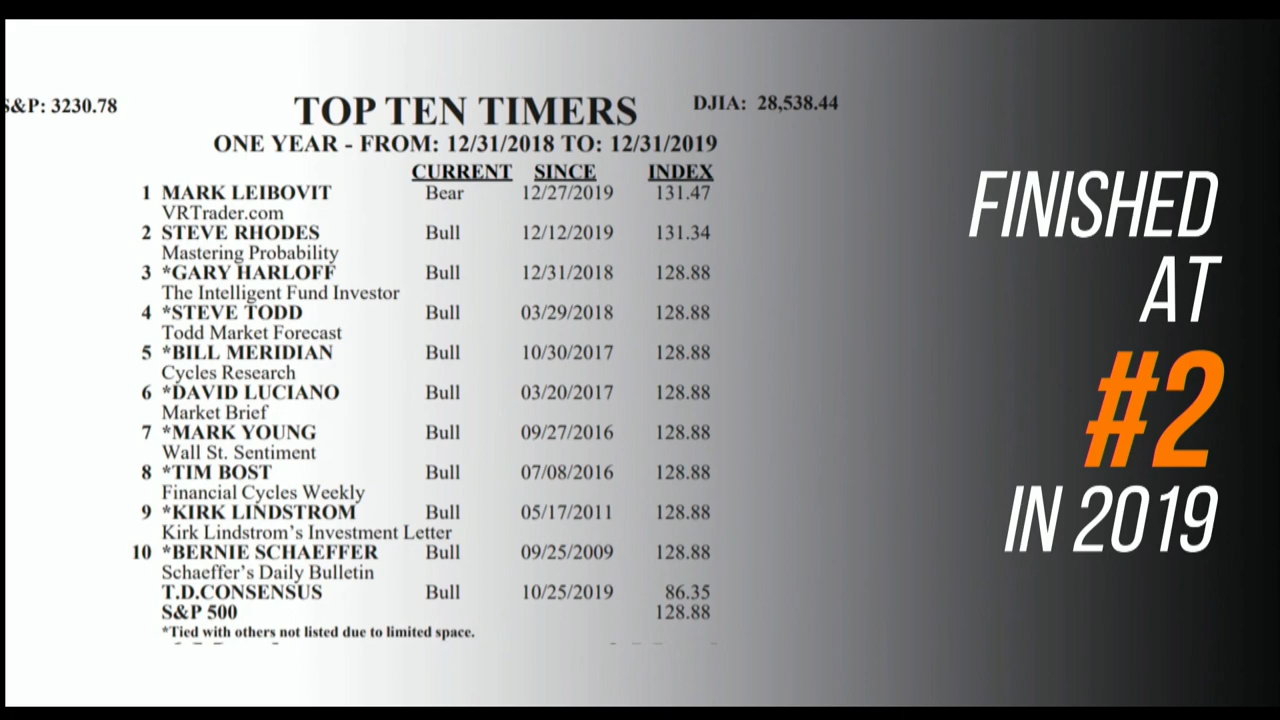 S&P: 3230.78
TOP TEN TIMERS
DJIA: 28,538.44
ONE YEAR - FROM: 12/31/2018 TO: 12/31/2019
CURRENT SINCE INDEX
1 MARK LEIBOVIT Bear 12/27/2019 131.47
VRTrader.com
2 STEVE RHODES Bull 12/12/2019 131.34
Mastering Probability
3 *GARY HARLOFF Bull 12/31/2018 128.88
The Intelligent Fund Investor
4 *STEVE TODD Bull 03/29/2018 128.88
Todd Market Forecast
5 *BILL MERIDIAN Bull 10/30/2017 128.88
Cycles Research
6 *DAVID LUCIANO Bull 03/20/2017 128.88
Market Brief
7 *MARK YOUNG Bull 09/27/2016 128.88
Wall St. Sentiment
8 *TIM BOST Bull 07/08/2016 128.88
Financial Cycles Weekly
9 *KIRK LINDSTROM Bull 05/17/2011 128.88
Kirk Lindstrom's Investment Letter
10 *BERNIE SCHAEFFER Bull 09/25/2009 128.88
Schaeffer's Daily Bulletin
T.D.CONSENSUS Bull 10/25/2019 86.35
S&P 500 128.88
*Tied with others not listed due to limited space.
FINISHED
AT
#2
IN 2019